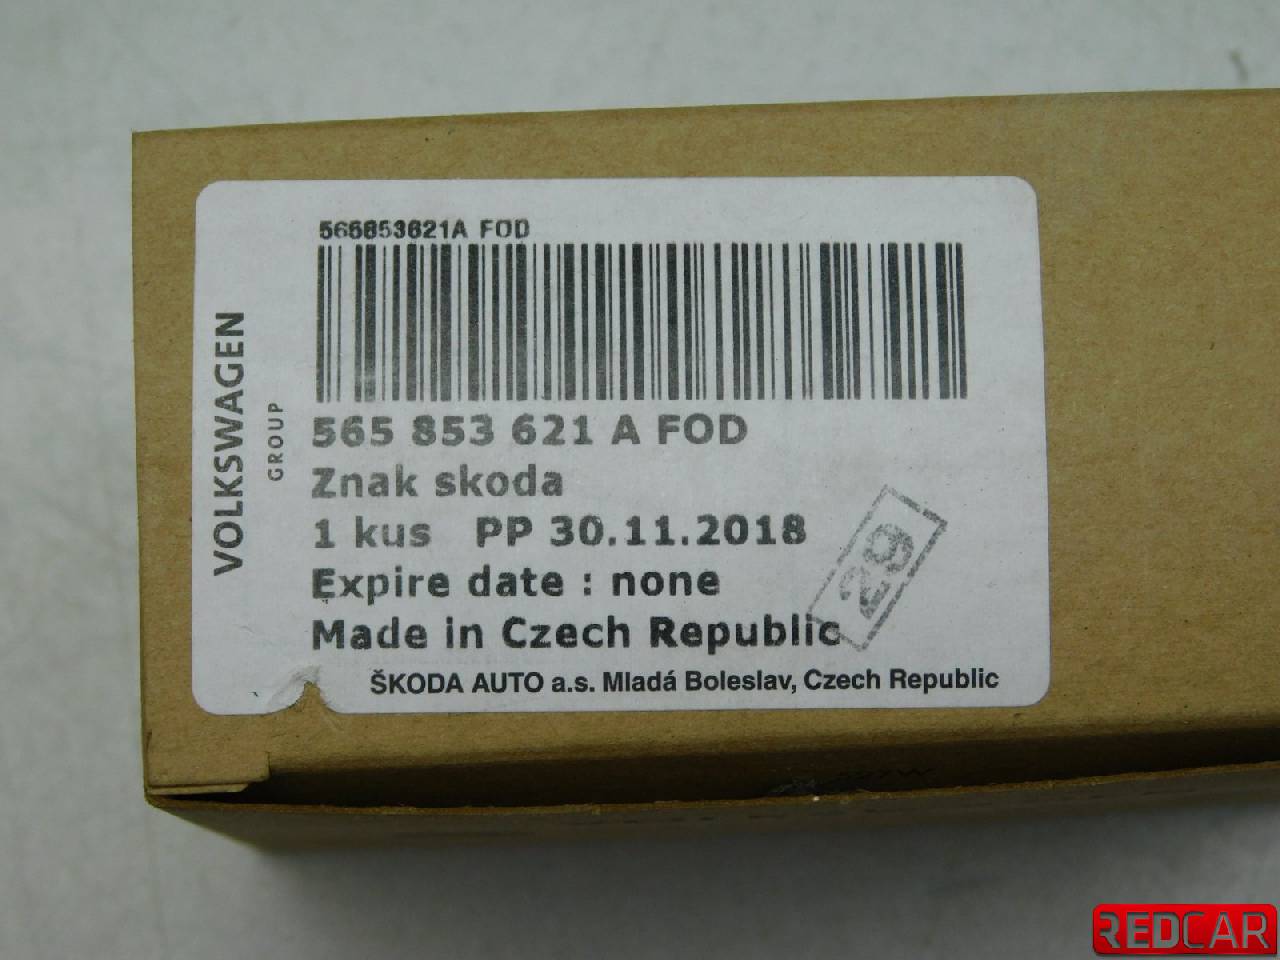 565853621A FOD
VOLKSWAGEN
GROUP
565 853 621 A FOD
Znak skoda
1 kus PP 30.11.2018
Expire date : none
29
Made in Czech Republic
ŠKODA AUTO a.s. Mladá Boleslav, Czech Republic
REDCAR